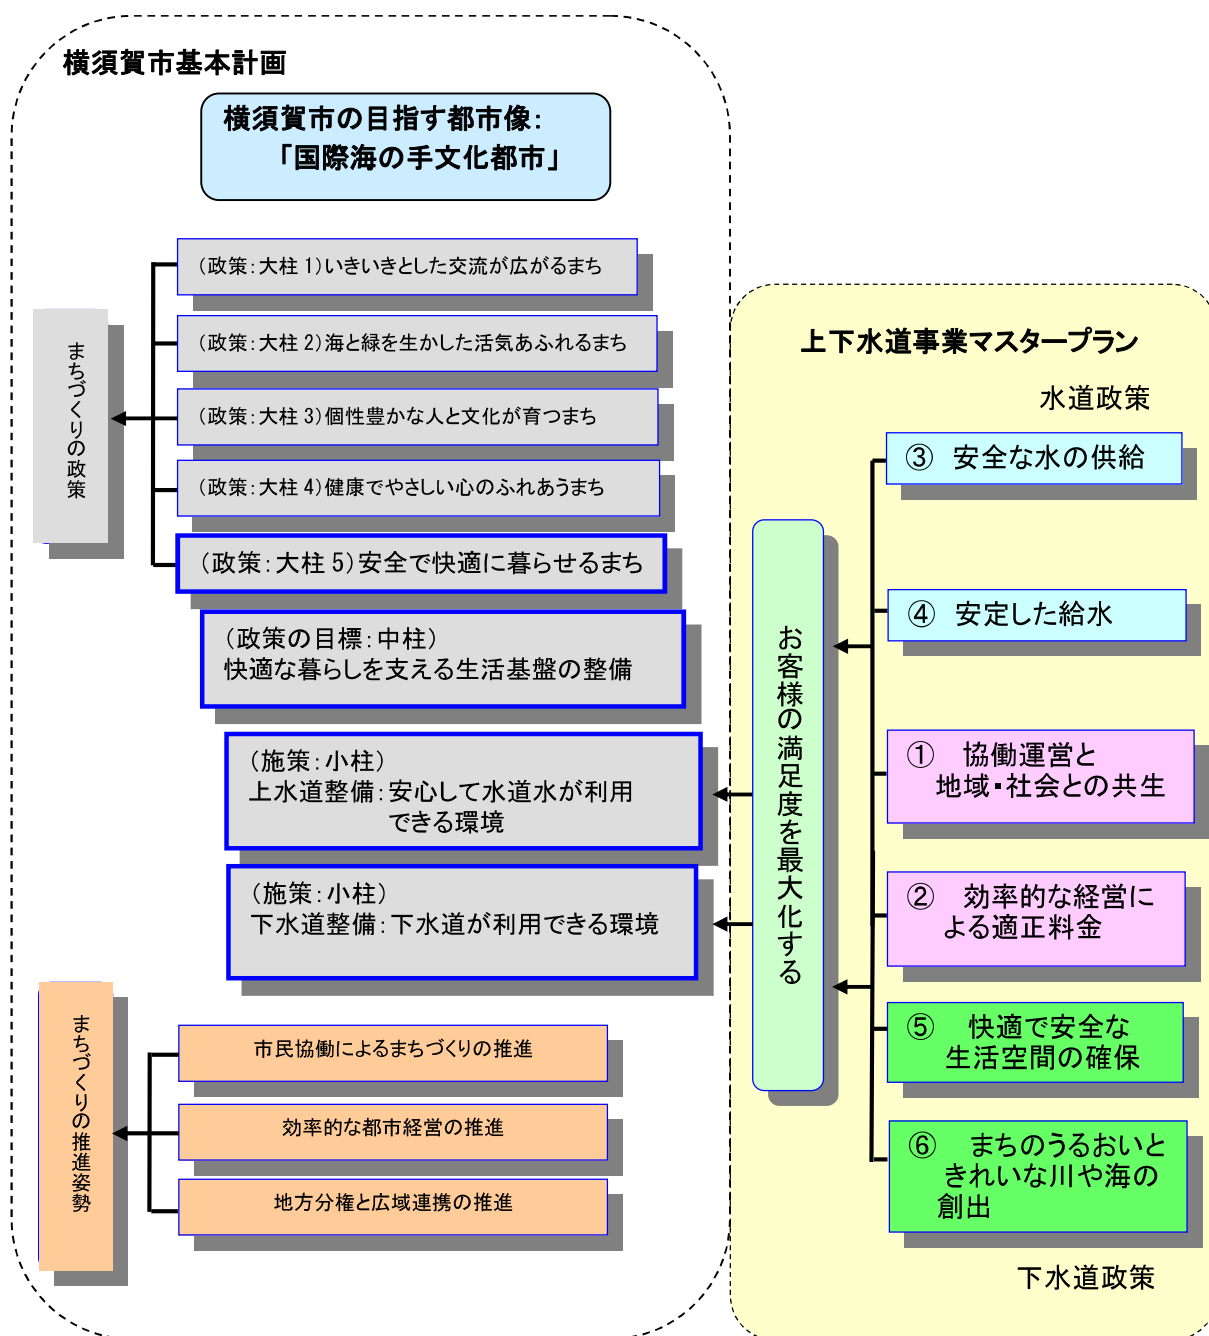 横須賀市基本計画
横須賀市の目指す都市像：
「国際海の手文化都市」
まちづくりの政策
（政策：大柱 1）いきいきとした交流が広がるまち
（政策：大柱 2）海と緑を生かした活気あふれるまち
（政策：大柱 3）個性豊かな人と文化が育つまち
（政策：大柱 4）健康でやさしい心のふれあうまち
（政策：大柱 5）安全で快適に暮らせるまち
（政策の目標：中柱）
快適な暮らしを支える生活基盤の整備
（施策：小柱）
上水道整備：安心して水道水が利用
できる環境
（施策：小柱）
下水道整備：下水道が利用できる環境
まちづくりの推進姿勢
市民協働によるまちづくりの推進
効率的な都市経営の推進
地方分権と広域連携の推進
上下水道事業マスタープラン
水道政策
お客様の満足度を最大化する
③ 安全な水の供給
④ 安定した給水
① 協働運営と
地域・社会との共生
② 効率的な経営に
よる適正料金
⑤ 快適で安全な
生活空間の確保
⑥ まちのうるおいと
きれいな川や海の
創出
下水道政策